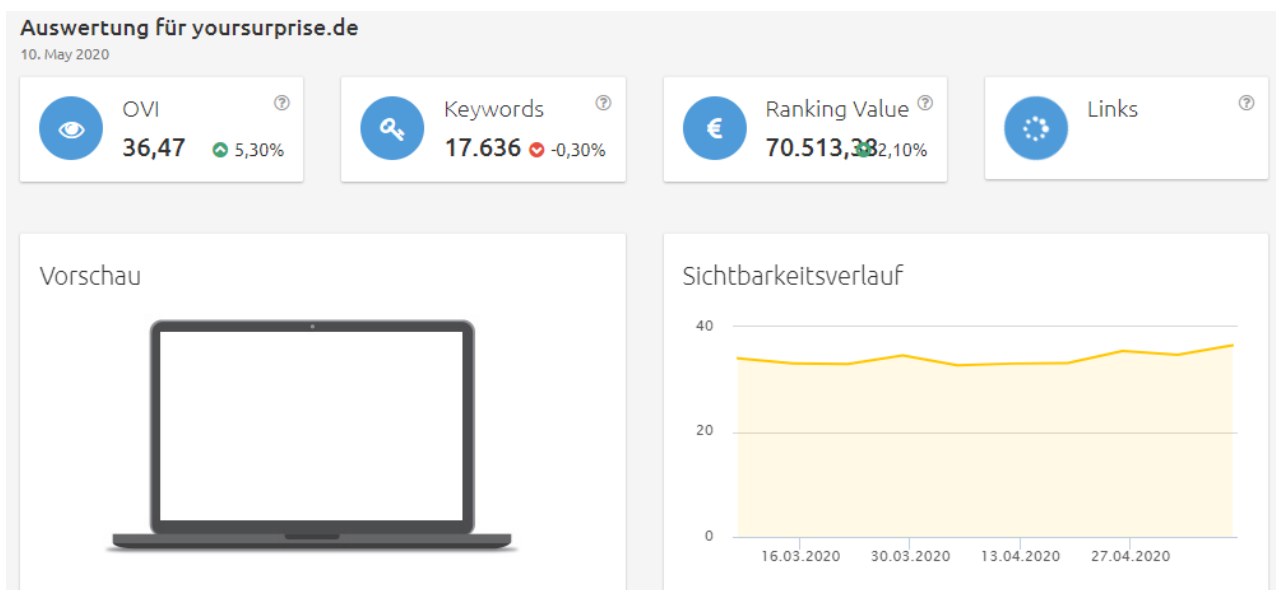 Auswertung für yoursurprise.de
10. May 2020
OVI
36,47 5,30%
Keywords
17.636 -0,30%
Ranking Value
70.513,38 2,10%
Links
Vorschau
Sichtbarkeitsverlauf
40
20
0
16.03.2020 30.03.2020 13.04.2020 27.04.2020